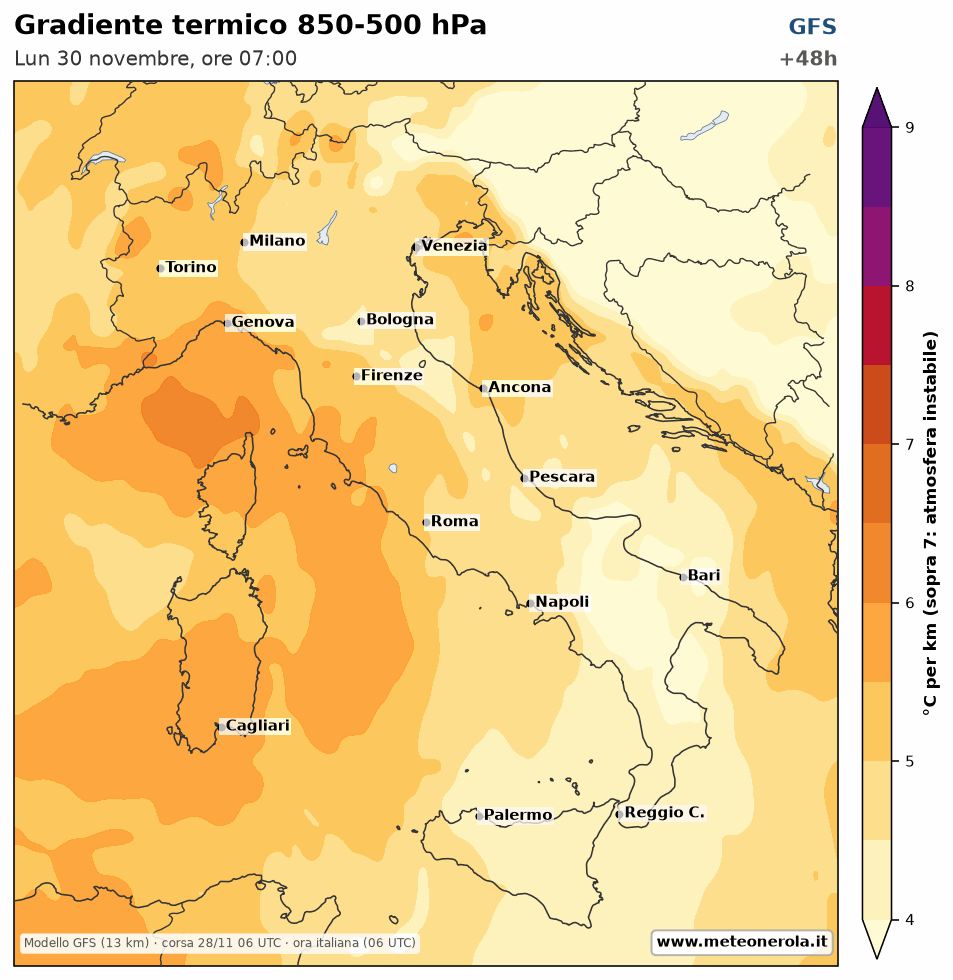 Gradiente termico 850-500 hPa
GFS
Lun 30 novembre, ore 07:00
+48h
Milano
Venezia
Torino
Genova
Bologna
Firenze
Ancona
Pescara
Roma
Bari
Napoli
Cagliari
Palermo
Reggio C.
9
8
7
6
5
4
°C per km (sopra 7: atmosfera instabile)
Modello GFS (13 km) · corsa 28/11 06 UTC · ora italiana (06 UTC)
www.meteonerola.it